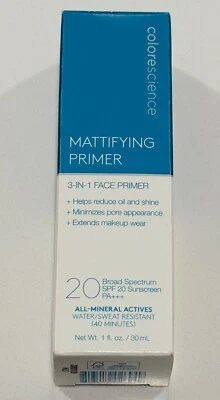 colorescience®
MATTIFYING
PRIMER
3-IN-1 FACE PRIMER
+ Helps reduce oil and shine
+ Minimizes pore appearance
+ Extends makeup wear
20 Broad Spectrum
SPF 20 Sunscreen
PA+++
ALL-MINERAL ACTIVES
WATER/SWEAT RESISTANT
(40 MINUTES)
Net Wt. 1 fl. oz. / 30 mL